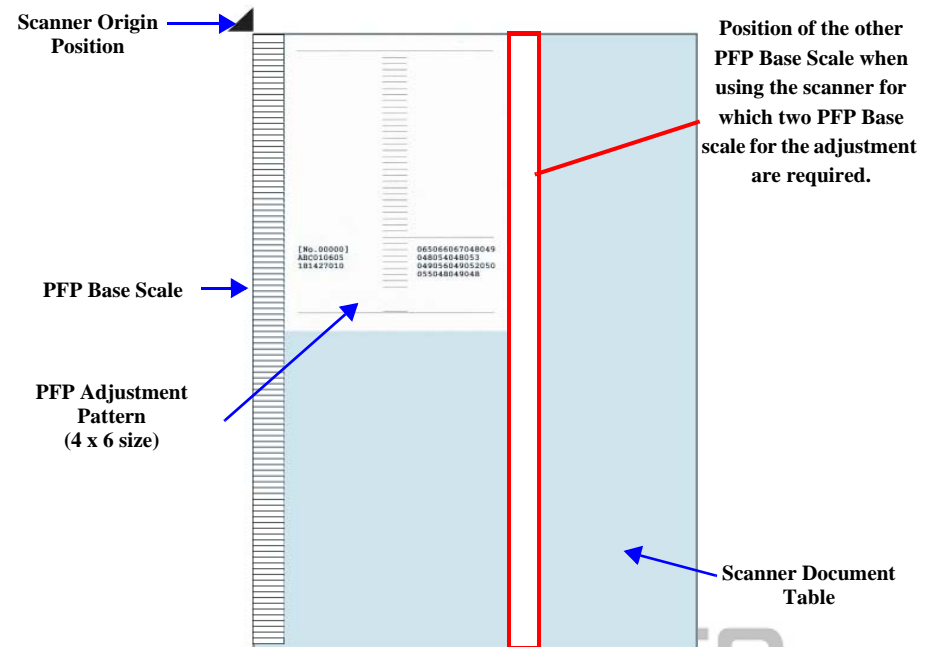 Scanner Origin
Position
Position of the other
PFP Base Scale when
using the scanner for
which two PFP Base
scale for the adjustment
are required.
[No.00000]
ABC010605
181427010
065066067048049
048054048053
049056049052050
055048049048
PFP Base Scale
PFP Adjustment
Pattern
(4 x 6 size)
Scanner Document
Table